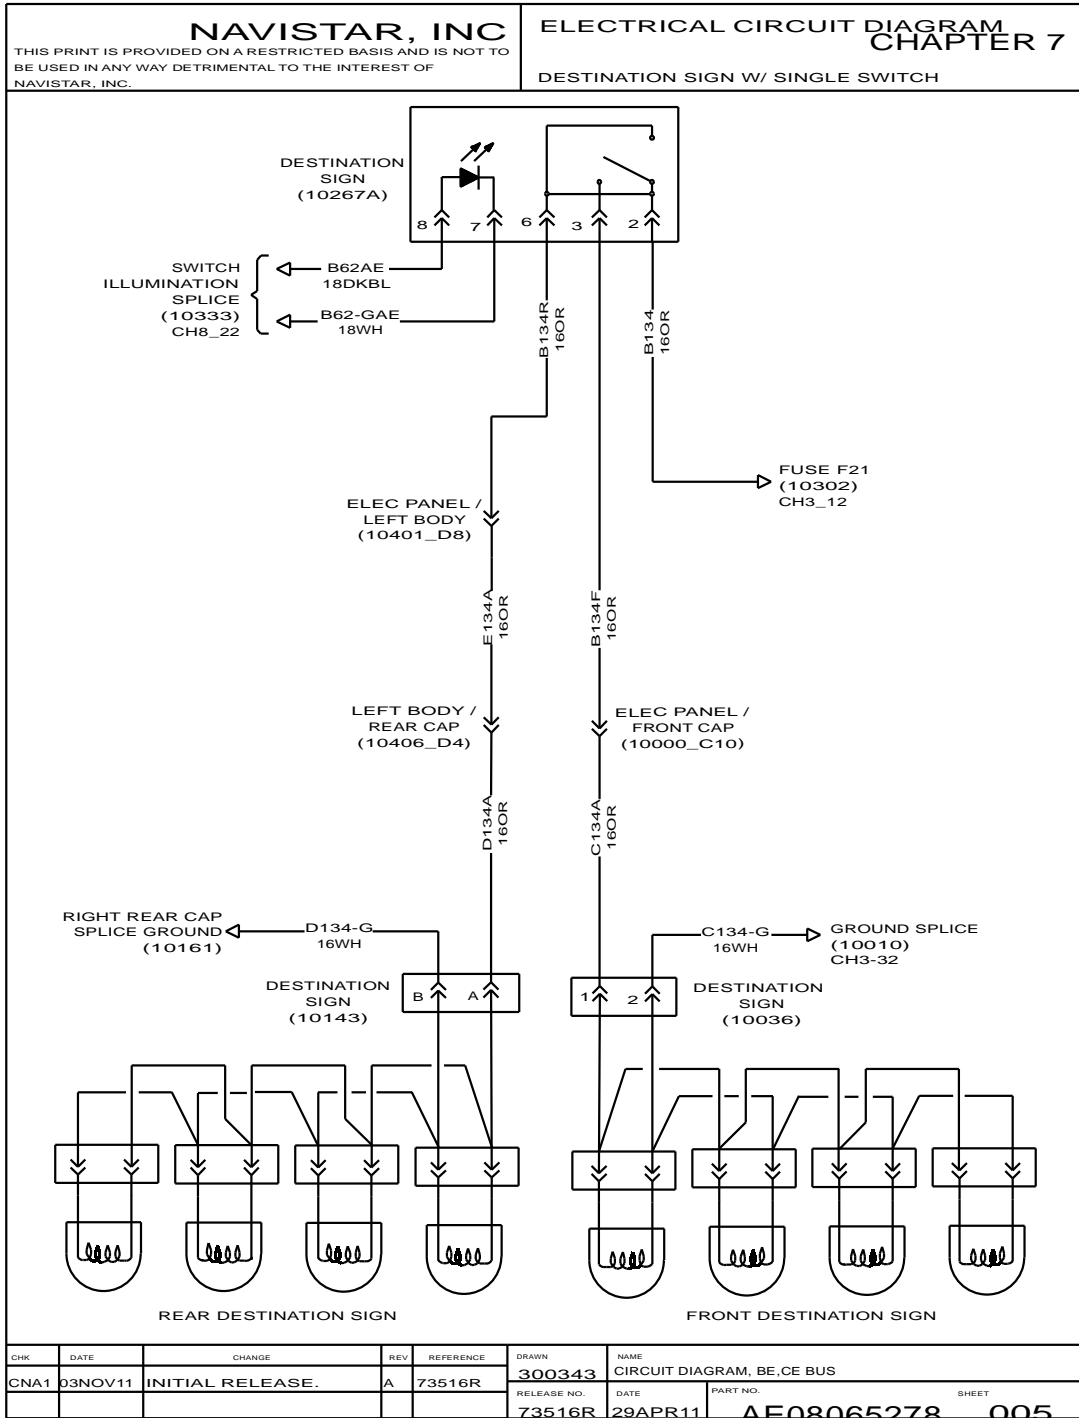 NAVISTAR, INC
THIS PRINT IS PROVIDED ON A RESTRICTED BASIS AND IS NOT TO
BE USED IN ANY WAY DETRIMENTAL TO THE INTEREST OF
NAVISTAR, INC.
ELECTRICAL CIRCUIT DIAGRAM
CHAPTER 7
DESTINATION SIGN W/ SINGLE SWITCH
DESTINATION
SIGN
(10267A)
8
7
6
3
2
SWITCH
ILLUMINATION
SPLICE
(10333)
CH8_22
B62AE
18DKBL
B62-GAE
18WH
B134R
16OR
B134
16OR
FUSE F21
(10302)
CH3_12
ELEC PANEL /
LEFT BODY
(10401_D8)
E134A
16OR
B134F
16OR
LEFT BODY /
REAR CAP
(10406_D4)
ELEC PANEL /
FRONT CAP
(10000_C10)
D134A
16OR
C134A
16OR
RIGHT REAR CAP
SPLICE GROUND
(10161)
D134-G
16WH
C134-G
16WH
GROUND SPLICE
(10010)
CH3-32
DESTINATION
SIGN
(10143)
B
A
1
2
DESTINATION
SIGN
(10036)
REAR DESTINATION SIGN
FRONT DESTINATION SIGN
CHK DATE CHANGE REV REFERENCE
CNA1 03NOV11 INITIAL RELEASE. A 73516R
DRAWN
300343
NAME
CIRCUIT DIAGRAM, BE,CE BUS
RELEASE NO.
73516R
DATE
29APR11
PART NO.
AE08065278
SHEET
005